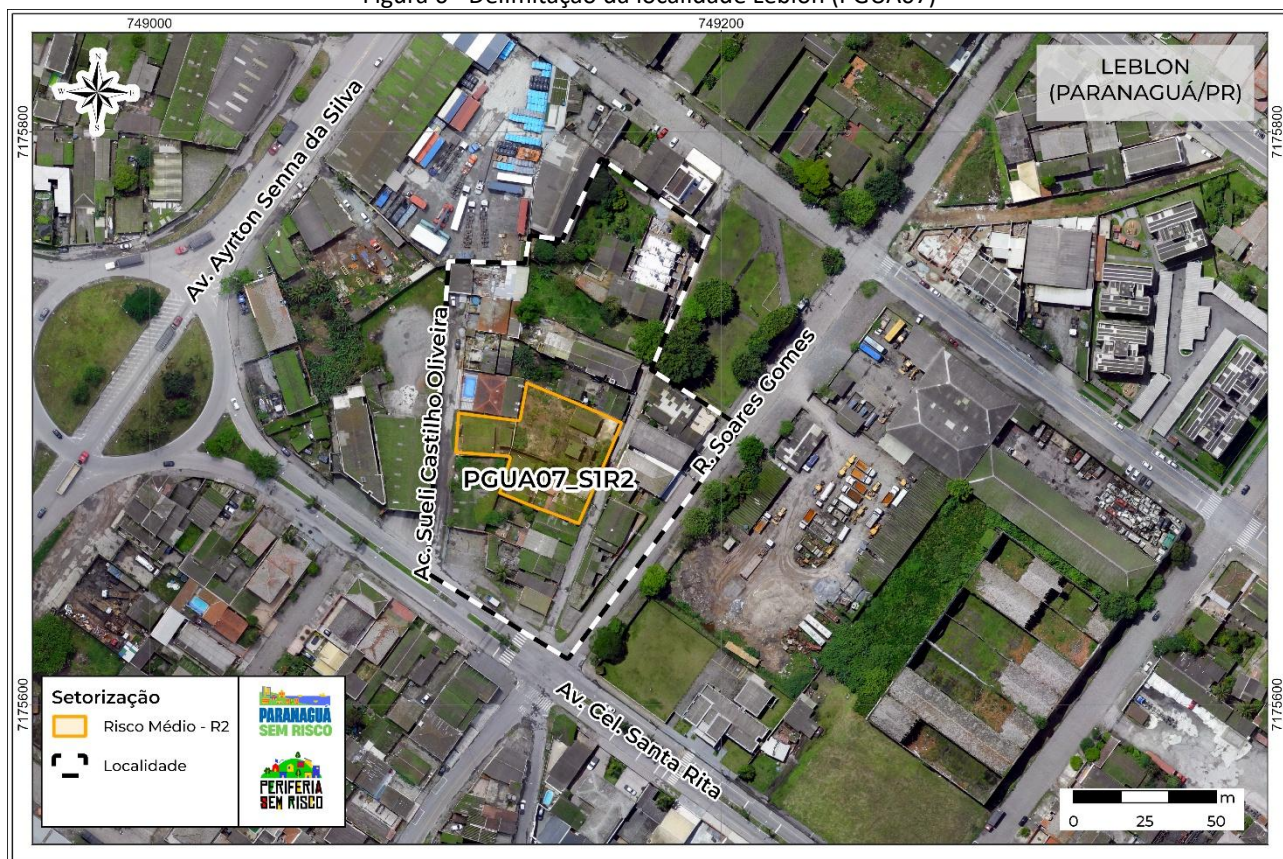 Figura 6 - Delimitação da localidade Leblon (PGUA07)
749000
749200
LEBLON
(PARANAGUÁ/PR)
N
W
E
S
7175800
7175800
Av. Ayrton Senna da Silva
Ac. Sueli Castilho Oliveira
R. Soares Gomes
PGUA07_S1R2
Av. Cel. Santa Rita
7175600
7175600
Setorização
Risco Médio - R2
Localidade
PARANAGUÁ
SEM RISCO
PERIFERIA
SEM RISCO
m
0 25 50